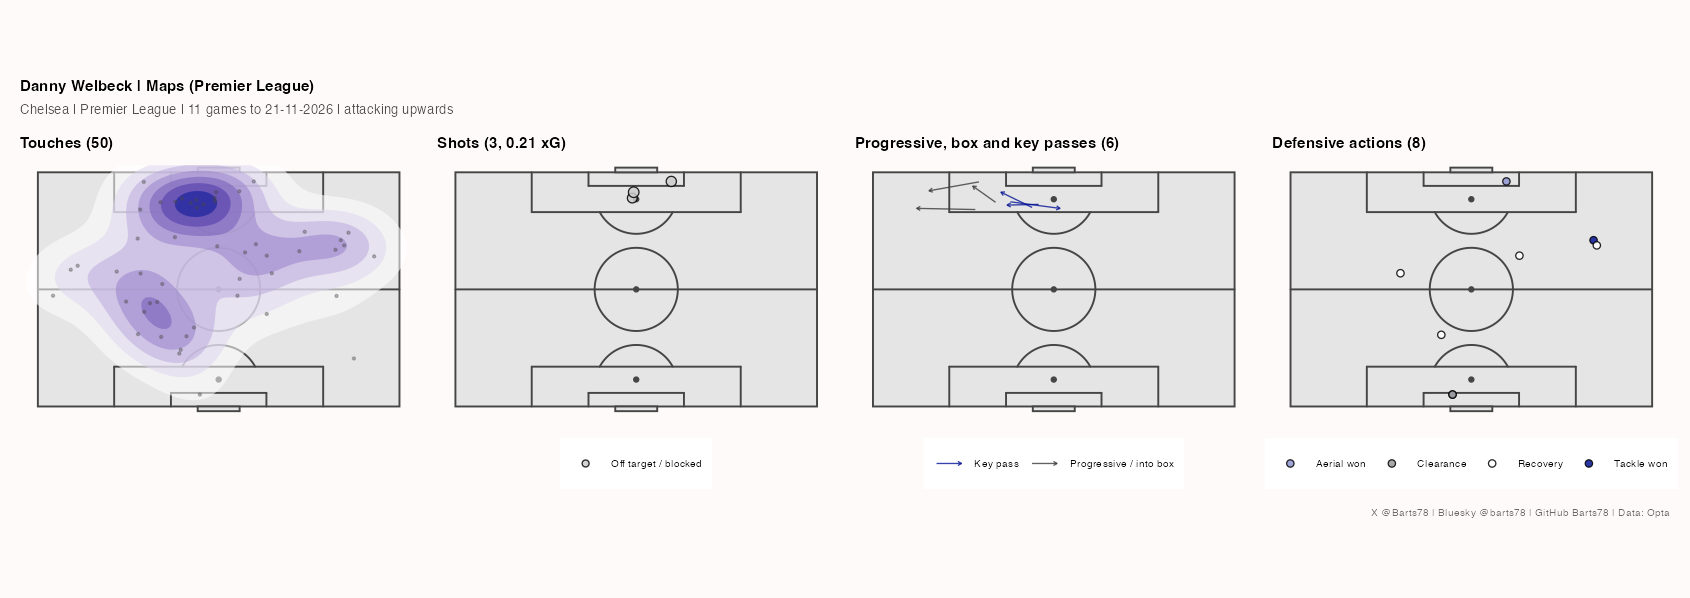 Danny Welbeck | Maps (Premier League)
Chelsea | Premier League | 11 games to 21-11-2026 | attacking upwards
Touches (50)
Shots (3, 0.21 xG)
Progressive, box and key passes (6)
Defensive actions (8)
Off target / blocked
Key pass
Progressive / into box
Aerial won
Clearance
Recovery
Tackle won
X @Barts78 | Bluesky @barts78 | GitHub Barts78 | Data: Opta